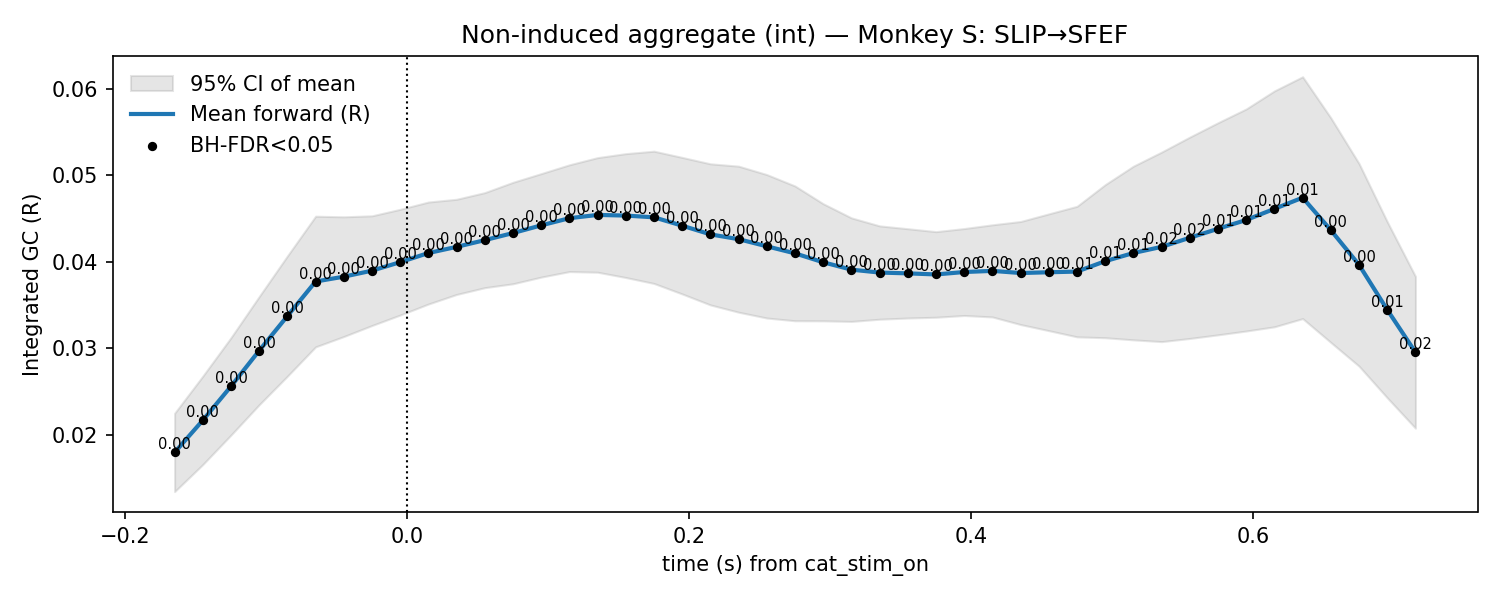 Non-induced aggregate (int) — Monkey S: SLIP→SFEF
95% CI of mean
Mean forward (R)
BH-FDR<0.05
Integrated GC (R)
0.06
0.05
0.04
0.03
0.02
0.00 0.00 0.00 0.00 0.00 0.00 0.00 0.00 0.00 0.00 0.00 0.00 0.00 0.00 0.00 0.00 0.00 0.00 0.00 0.00 0.00 0.00 0.00 0.00 0.00 0.00 0.00 0.00 0.00 0.00 0.00 0.00 0.01 0.01 0.01 0.02 0.02 0.01 0.01 0.01 0.01 0.00 0.00 0.01 0.02
−0.2 0.0 0.2 0.4 0.6
time (s) from cat_stim_on